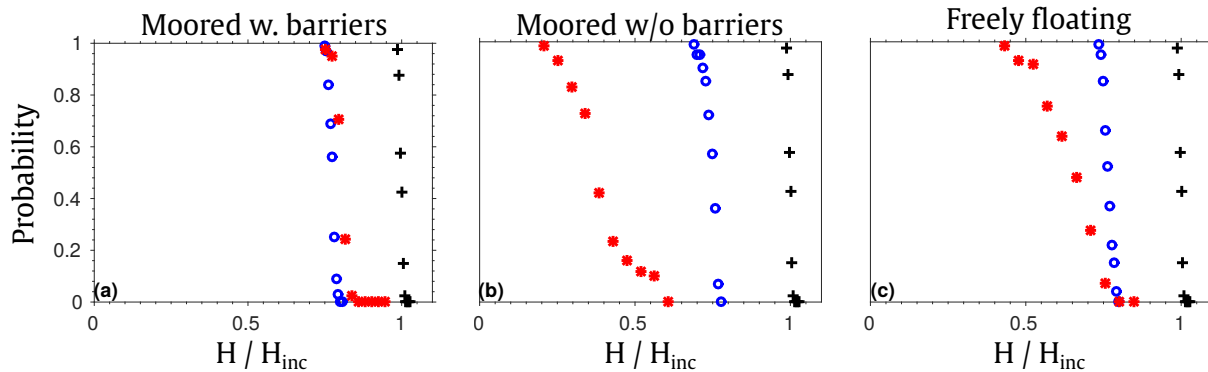 Moored w. barriers Moored w/o barriers Freely floating
Probability
1
0.8
0.6
0.4
0.2
0
(a) (b) (c)
0 0.5 1 0 0.5 1 0 0.5 1
H / Hinc H / Hinc H / Hinc